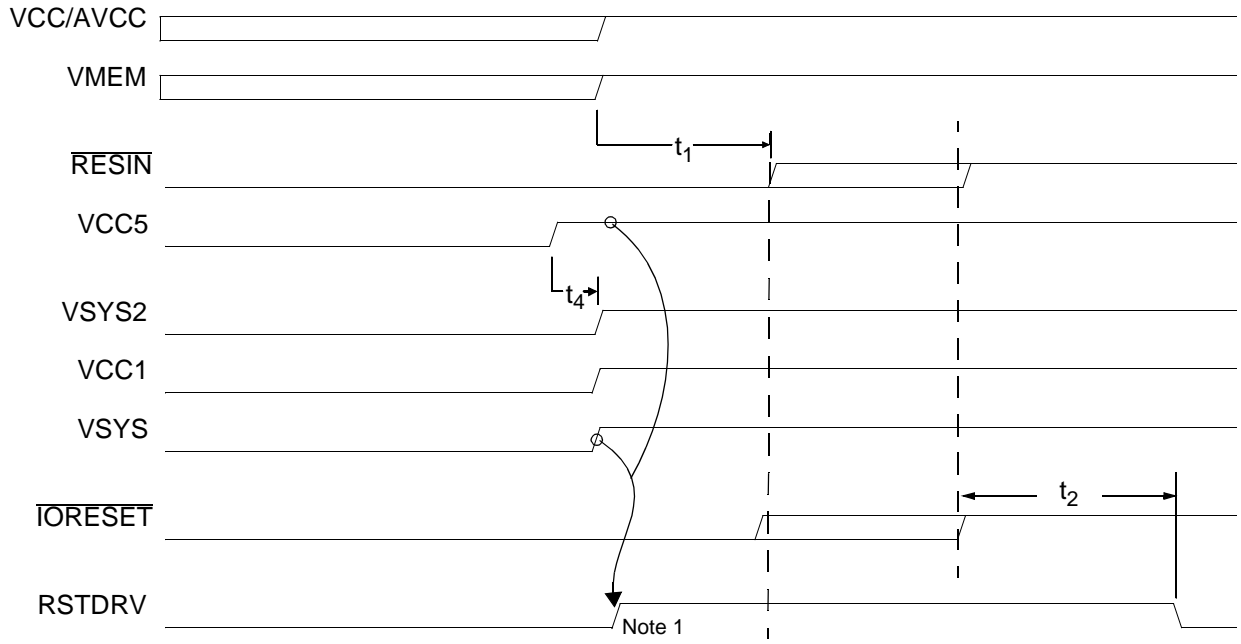 VCC/AVCC
VMEM
t1
RESIN
VCC5
t4
VSYS2
VCC1
VSYS
t2
IORESET
RSTDRV
Note 1